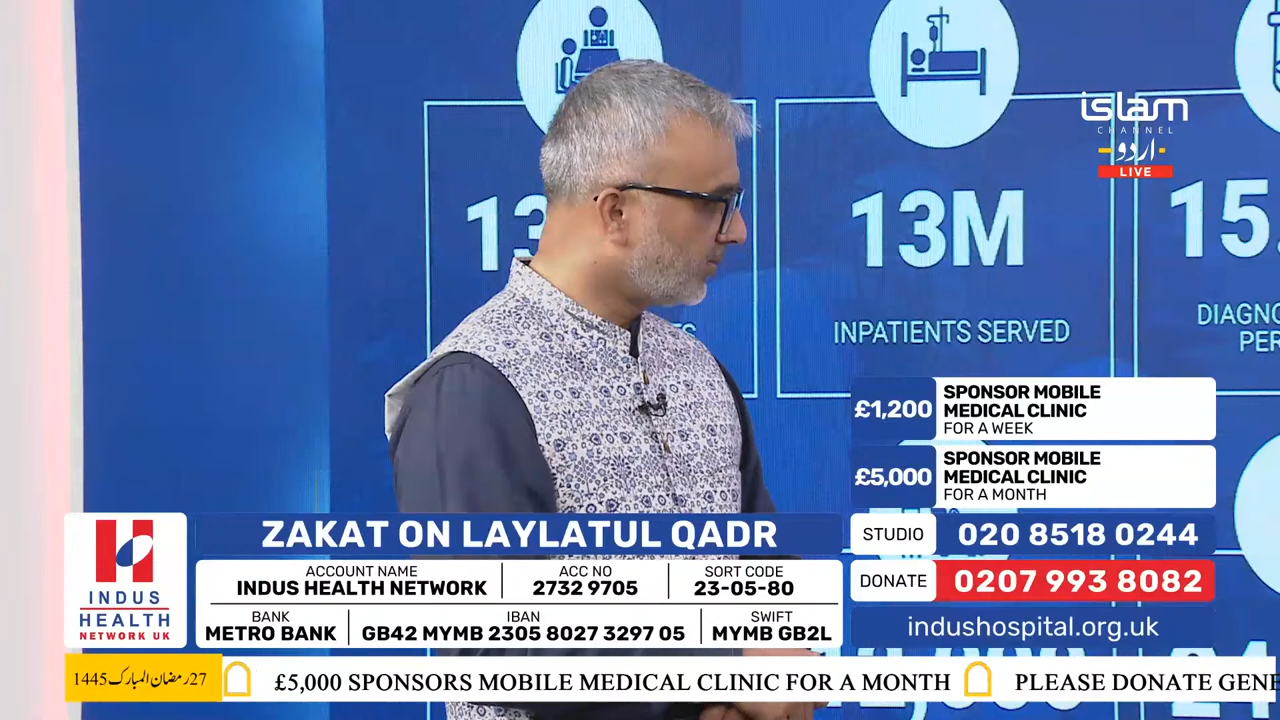 islam
CHANNEL
اردو
LIVE
13M
INPATIENTS SERVED
£1,200
SPONSOR MOBILE
MEDICAL CLINIC
FOR A WEEK
£5,000
SPONSOR MOBILE
MEDICAL CLINIC
FOR A MONTH
INDUS
HEALTH
NETWORK UK
ZAKAT ON LAYLATUL QADR
ACCOUNT NAME
INDUS HEALTH NETWORK
ACC NO
2732 9705
SORT CODE
23-05-80
BANK
METRO BANK
IBAN
GB42 MYMB 2305 8027 3297 05
SWIFT
MYMB GB2L
STUDIO 020 8518 0244
DONATE 0207 993 8082
indushospital.org.uk
27رمضان المبارک 1445
£5,000 SPONSORS MOBILE MEDICAL CLINIC FOR A MONTH PLEASE DONATE